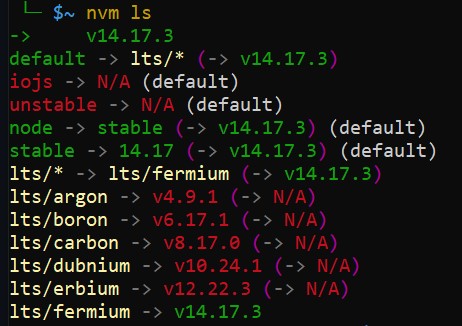 └─ $~ nvm ls
->     v14.17.3
default -> lts/* (-> v14.17.3)
iojs -> N/A (default)
unstable -> N/A (default)
node -> stable (-> v14.17.3) (default)
stable -> 14.17 (-> v14.17.3) (default)
lts/* -> lts/fermium (-> v14.17.3)
lts/argon -> v4.9.1 (-> N/A)
lts/boron -> v6.17.1 (-> N/A)
lts/carbon -> v8.17.0 (-> N/A)
lts/dubnium -> v10.24.1 (-> N/A)
lts/erbium -> v12.22.3 (-> N/A)
lts/fermium -> v14.17.3